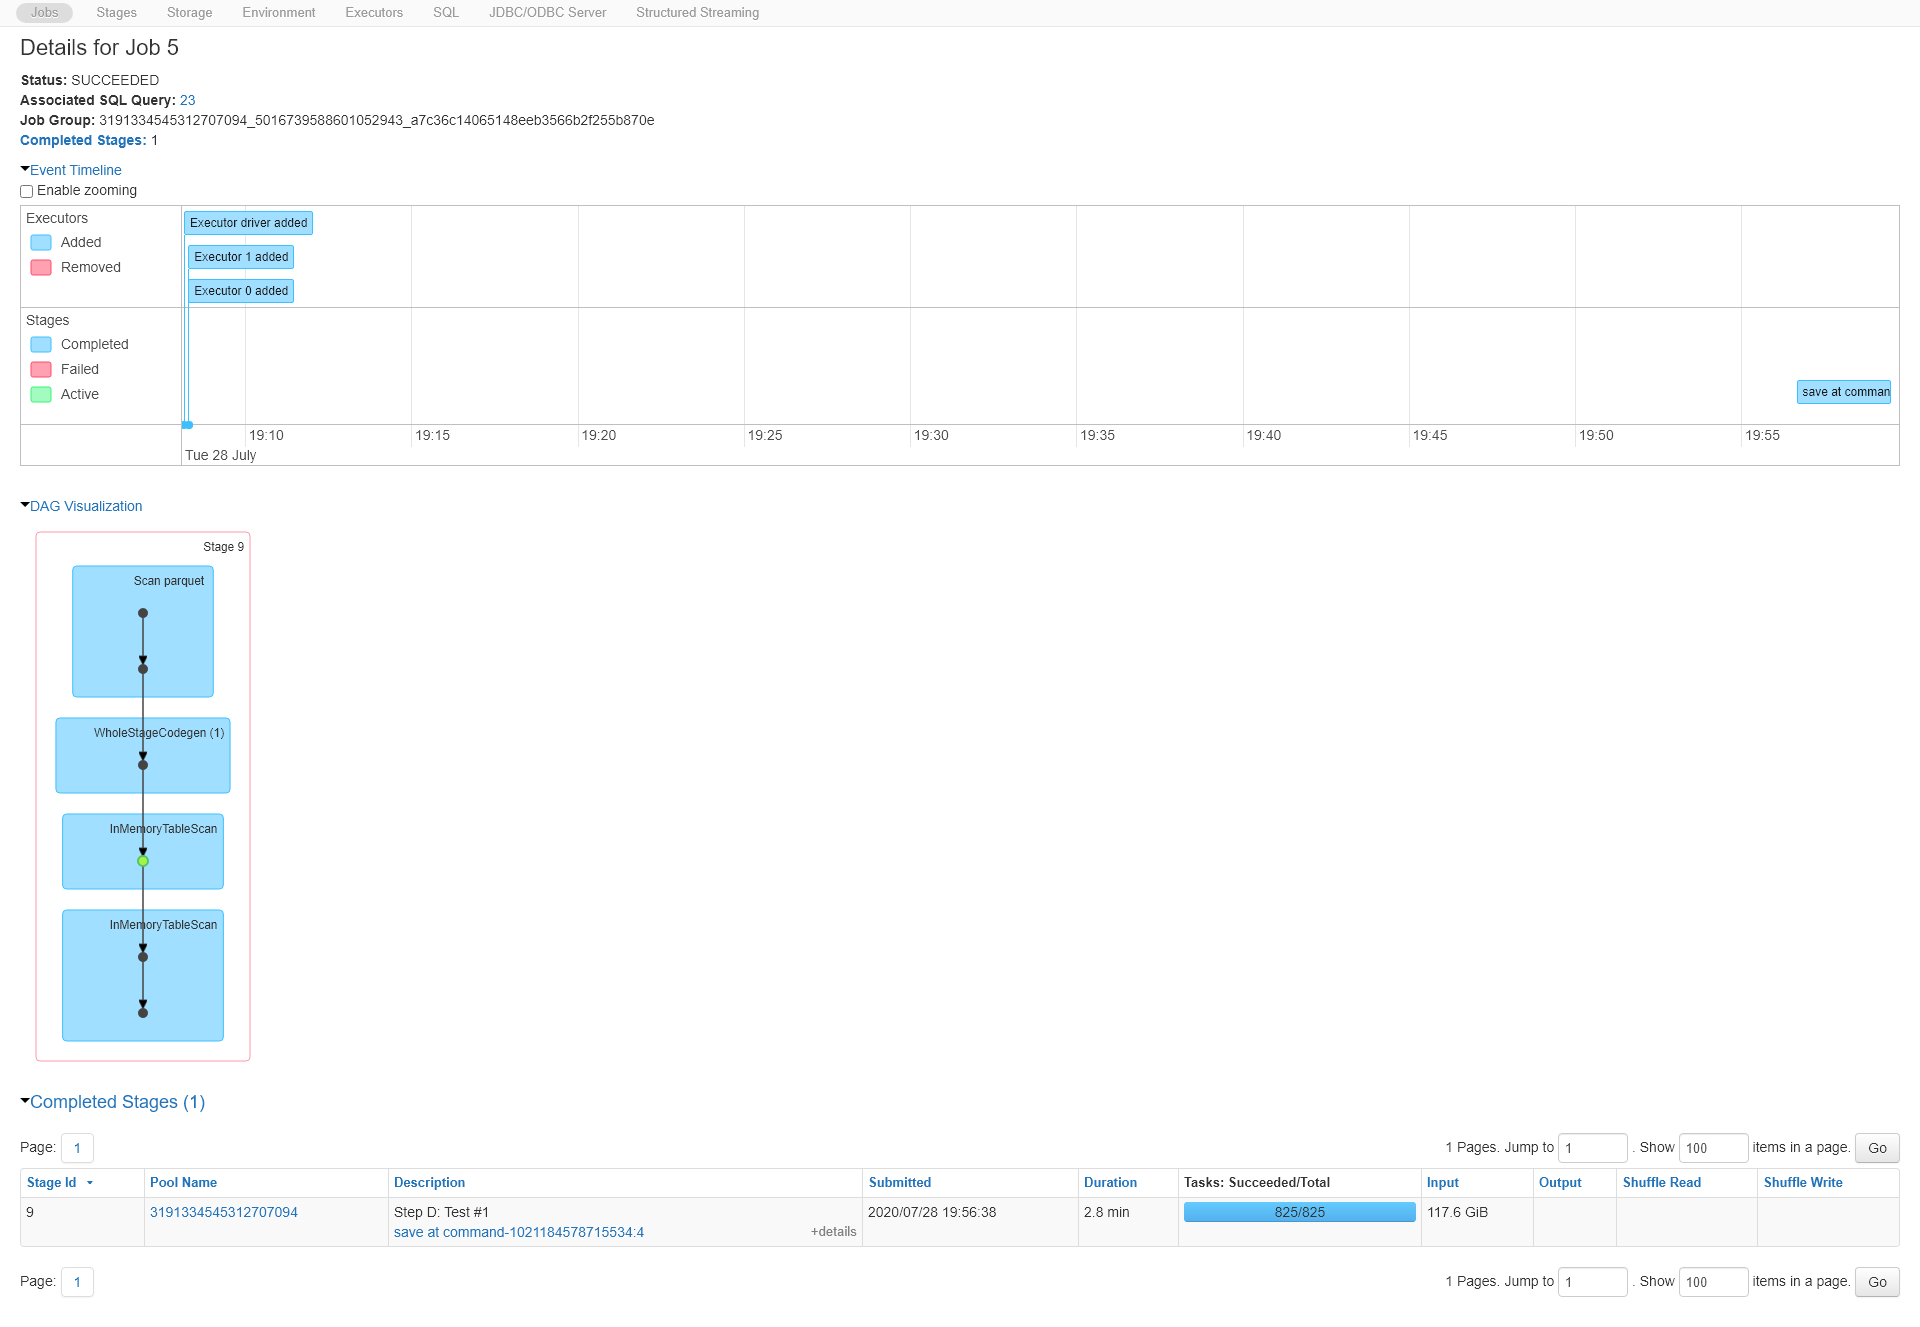 Jobs Stages Storage Environment Executors SQL JDBC/ODBC Server Structured Streaming
Details for Job 5
Status: SUCCEEDED
Associated SQL Query: 23
Job Group: 3191334545312707094_5016739588601052943_a7c36c14065148eeb3566b2f255b870e
Completed Stages: 1
Event Timeline
Enable zooming
Executors
Added
Removed
Executor driver added
Executor 1 added
Executor 0 added
Stages
Completed
Failed
Active
save at comman
19:10 19:15 19:20 19:25 19:30 19:35 19:40 19:45 19:50 19:55
Tue 28 July
DAG Visualization
Stage 9
Scan parquet
WholeStageCodegen (1)
InMemoryTableScan
InMemoryTableScan
Completed Stages (1)
Page: 1 1 Pages. Jump to 1 . Show 100 items in a page. Go
Stage Id Pool Name Description Submitted Duration Tasks: Succeeded/Total Input Output Shuffle Read Shuffle Write
9 3191334545312707094 Step D: Test #1 2020/07/28 19:56:38 2.8 min 825/825 117.6 GiB
save at command-1021184578715534:4 +details
Page: 1 1 Pages. Jump to 1 . Show 100 items in a page. Go